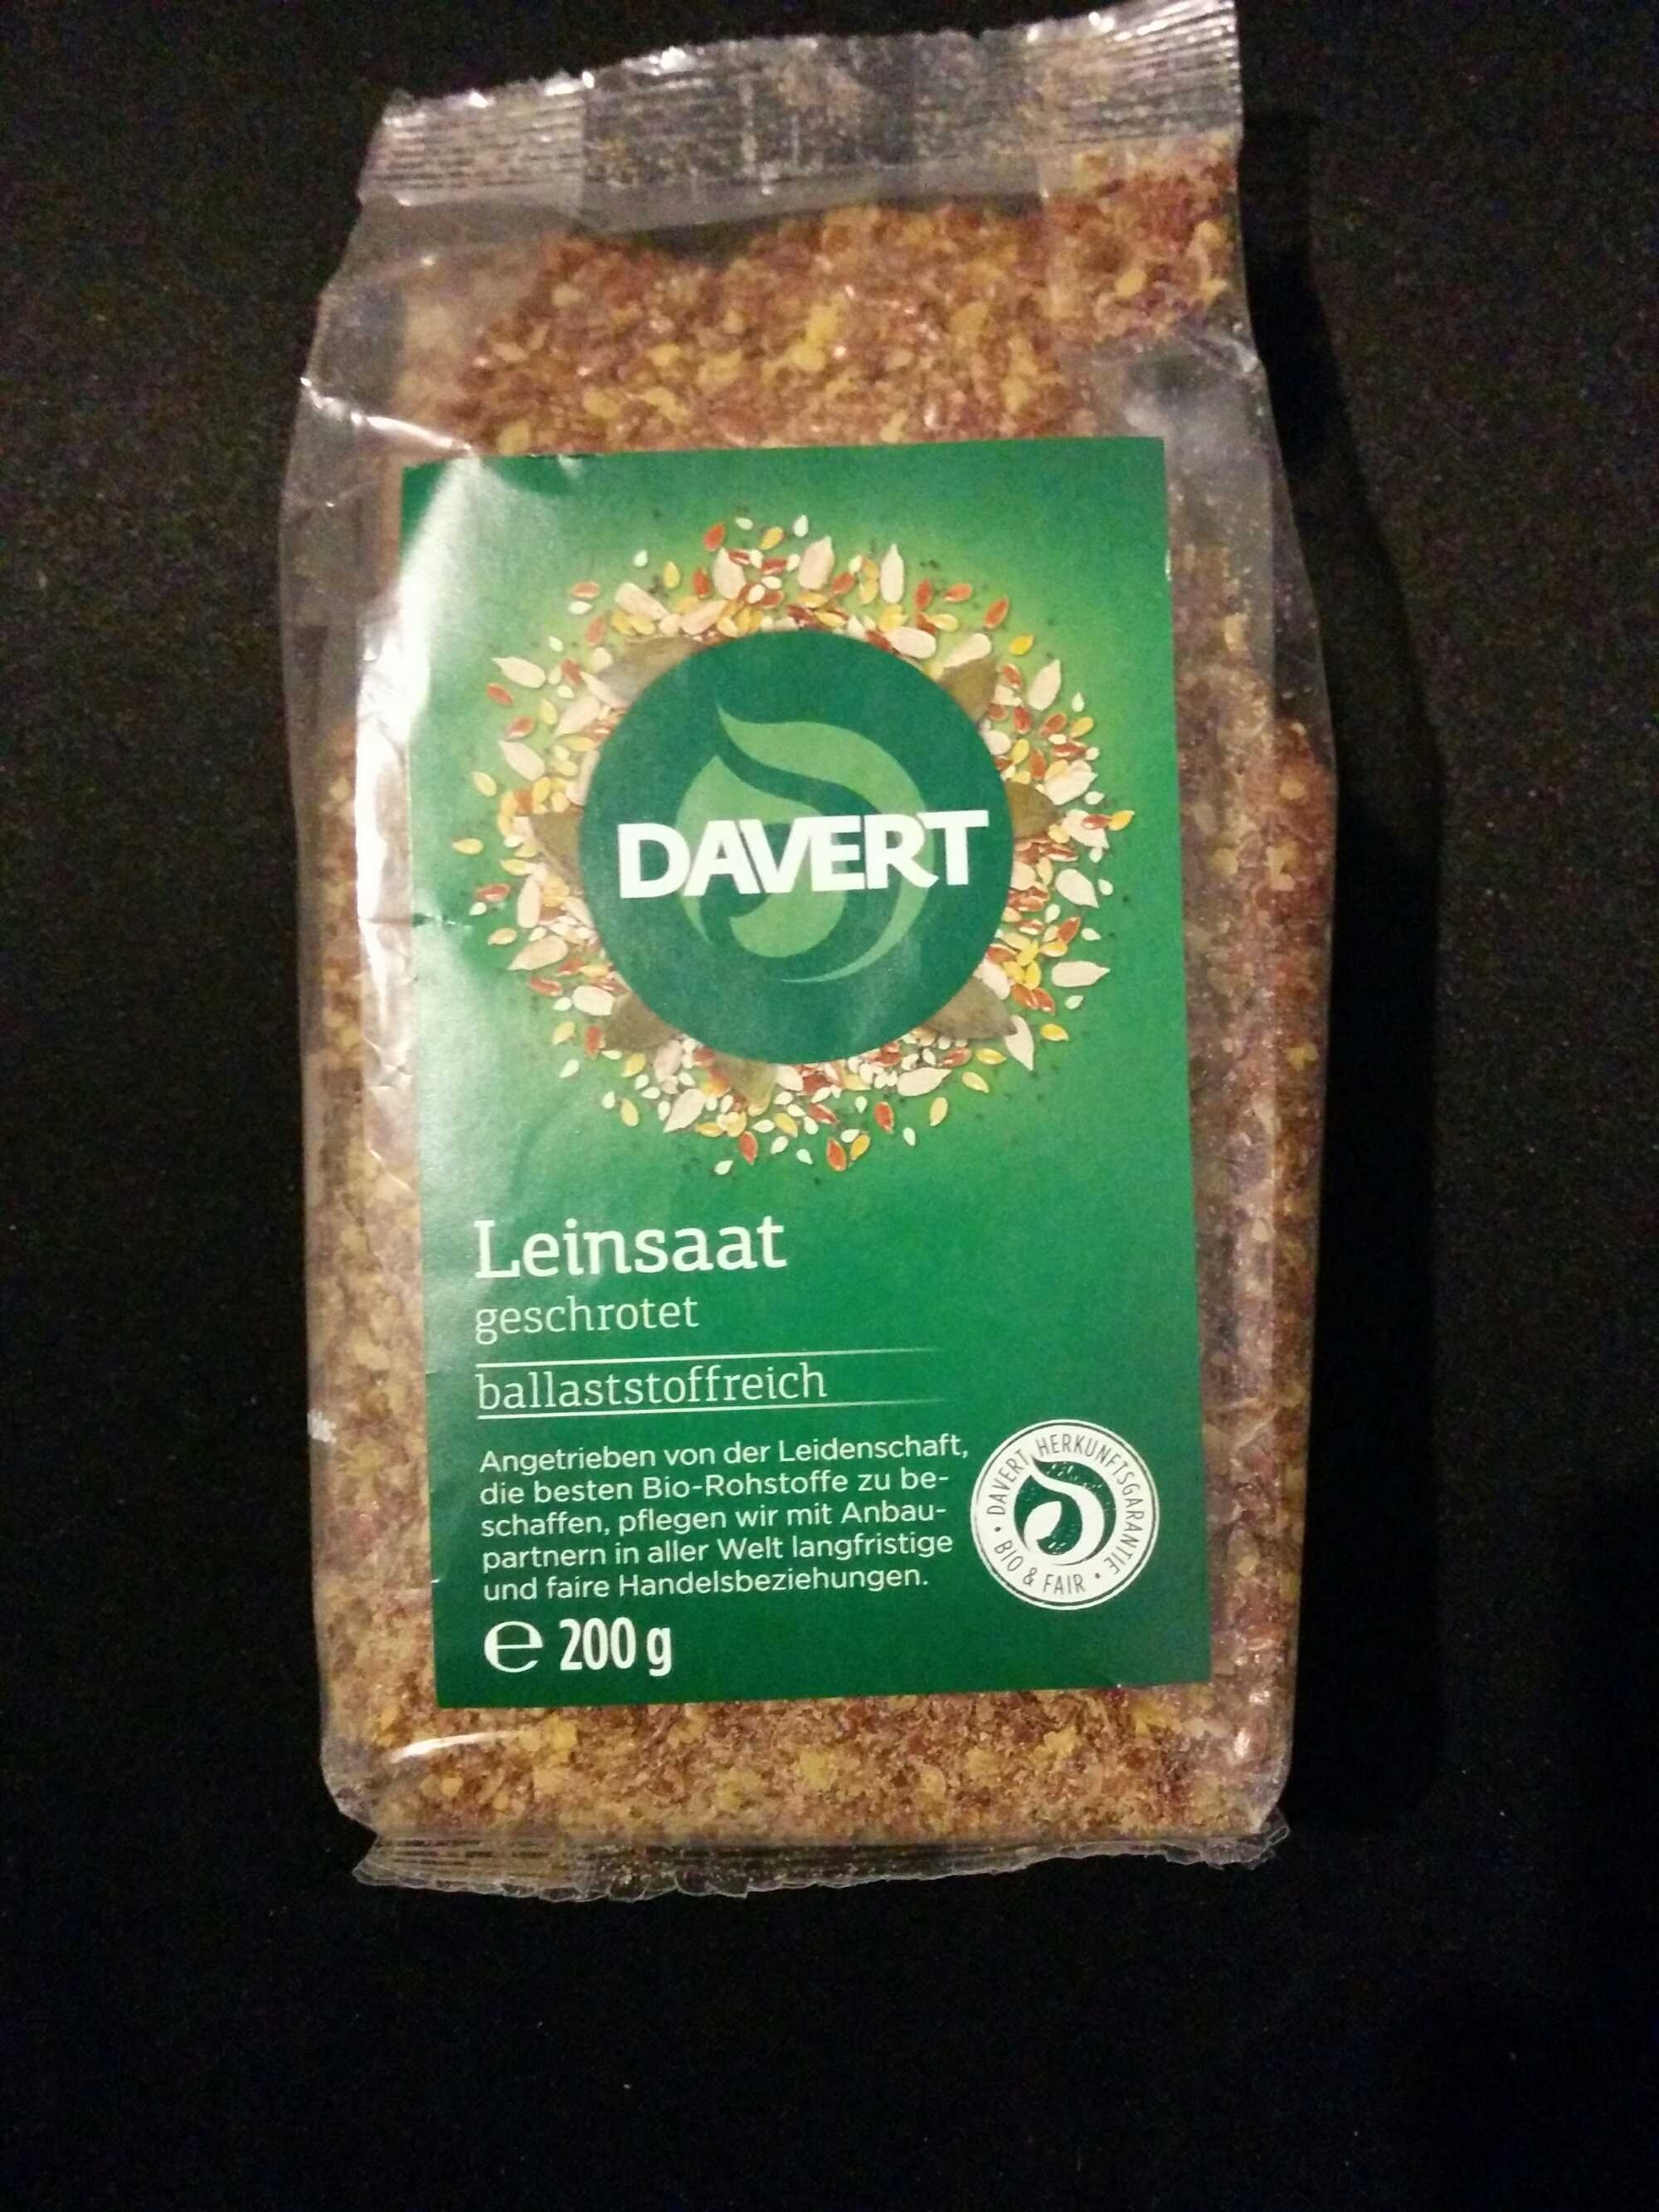 DAVERT
Leinsaat
geschrotet
ballaststoffreich
Angetrieben von der Leidenschaft,
die besten Bio-Rohstoffe zu be-
schaffen, pflegen wir mit Anbau-
partnern in aller Welt langfristige
und faire Handelsbeziehungen.
DAVERT HERKUNFTSGARANTIE
• BIO & FAIR •
℮ 200 g